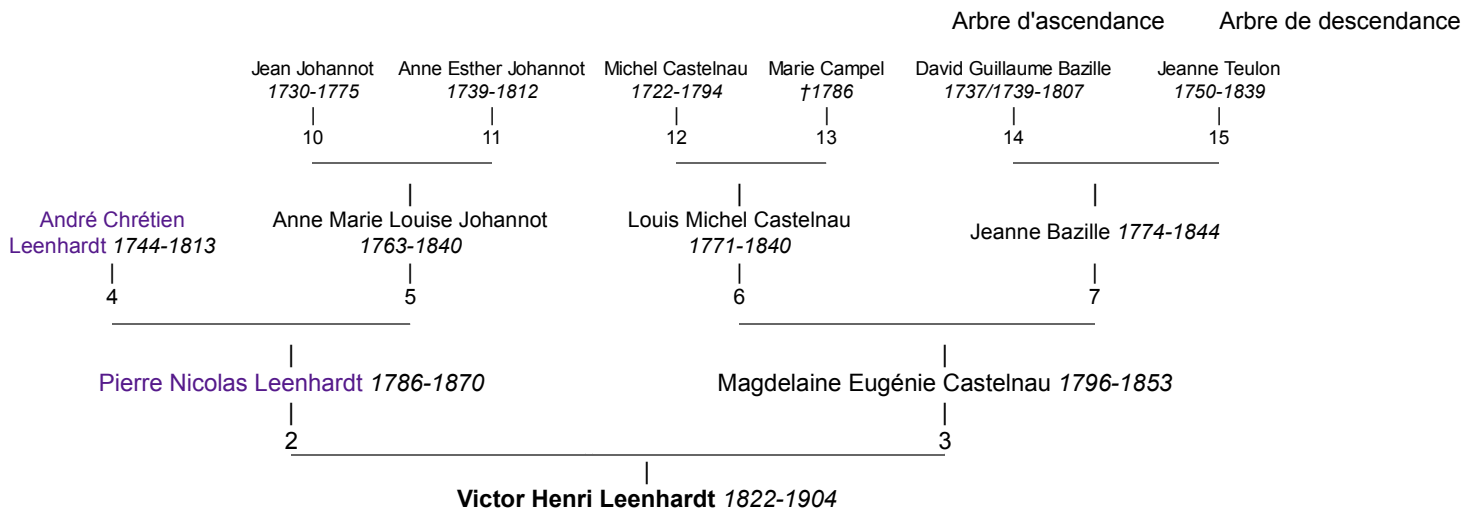 Arbre d'ascendance Arbre de descendance
Jean Johannot Anne Esther Johannot Michel Castelnau Marie Campel David Guillaume Bazille Jeanne Teulon
1730-1775 1739-1812 1722-1794 †1786 1737/1739-1807 1750-1839
| | | | | |
10 11 12 13 14 15
| | |
André Chrétien Anne Marie Louise Johannot Louis Michel Castelnau Jeanne Bazille 1774-1844
Leenhardt 1744-1813 1763-1840 1771-1840
| | | |
4 5 6 7
| |
Pierre Nicolas Leenhardt 1786-1870 Magdelaine Eugénie Castelnau 1796-1853
| |
2 3
|
Victor Henri Leenhardt 1822-1904